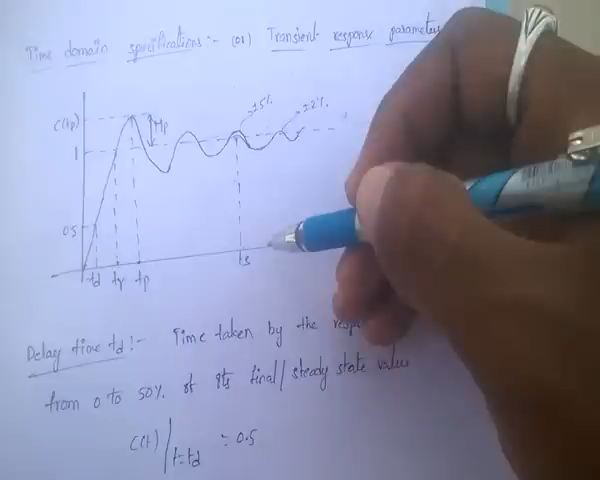 Time domain specifications:- (or) Transient response parameters
±5%
±2%
C(tp)
Mp
1
0.5
td tr tp ts
Delay time td:- Time taken by the
from 0 to 50% of its final/steady state value
C(t)/t=td = 0.5